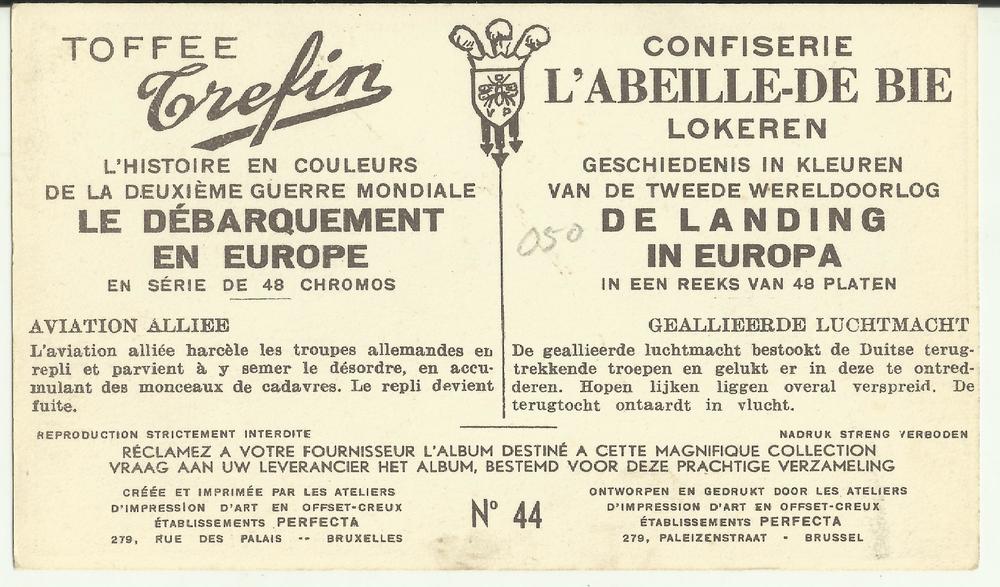 TOFFEE
Trefin
L'HISTOIRE EN COULEURS
DE LA DEUXIÈME GUERRE MONDIALE
LE DÉBARQUEMENT
EN EUROPE
EN SÉRIE DE 48 CHROMOS
AVIATION ALLIEE
L'aviation alliée harcèle les troupes allemandes en
repli et parvient à y semer le désordre, en accu-
mulant des monceaux de cadavres. Le repli devient
fuite.
V D
CONFISERIE
L'ABEILLE-DE BIE
LOKEREN
GESCHIEDENIS IN KLEUREN
VAN DE TWEEDE WERELDOORLOG
DE LANDING
IN EUROPA
IN EEN REEKS VAN 48 PLATEN
050
GEALLIEERDE LUCHTMACHT
De geallieerde luchtmacht bestookt de Duitse terug-
trekkende troepen en gelukt er in deze te ontred-
deren. Hopen lijken liggen overal verspreid. De
terugtocht ontaardt in vlucht.
REPRODUCTION STRICTEMENT INTERDITE
NADRUK STRENG VERBODEN
RÉCLAMEZ A VOTRE FOURNISSEUR L'ALBUM DESTINÉ A CETTE MAGNIFIQUE COLLECTION
VRAAG AAN UW LEVERANCIER HET ALBUM, BESTEMD VOOR DEZE PRACHTIGE VERZAMELING
CRÉÉE ET IMPRIMÉE PAR LES ATELIERS
D'IMPRESSION D'ART EN OFFSET-CREUX
ÉTABLISSEMENTS PERFECTA
279, RUE DES PALAIS -- BRUXELLES
Nº 44
ONTWORPEN EN GEDRUKT DOOR LES ATELIERS
D'IMPRESSION D'ART EN OFFSET-CREUX
ÉTABLISSEMENTS PERFECTA
279, PALEIZENSTRAAT - BRUSSEL